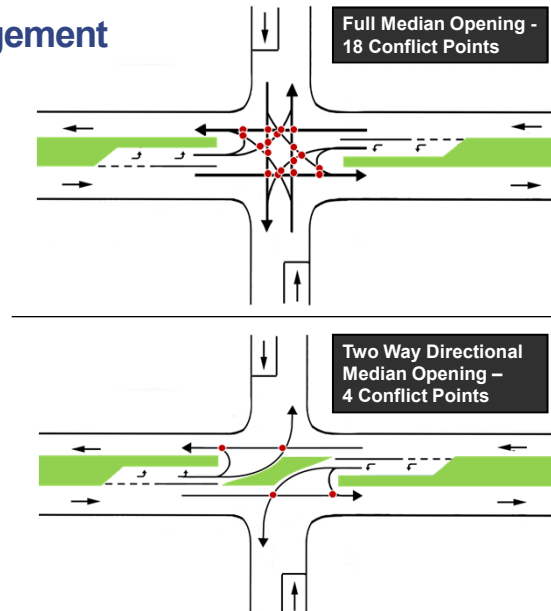 gement
Full Median Opening -
18 Conflict Points
Two Way Directional
Median Opening –
4 Conflict Points